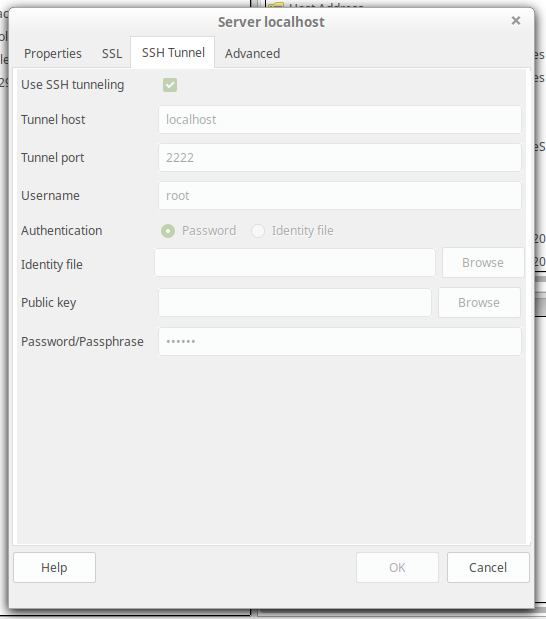 Server localhost
Properties SSL SSH Tunnel Advanced
Use SSH tunneling
Tunnel host localhost
Tunnel port 2222
Username root
Authentication Password Identity file
Identity file Browse
Public key Browse
Password/Passphrase ••••••
Help OK Cancel